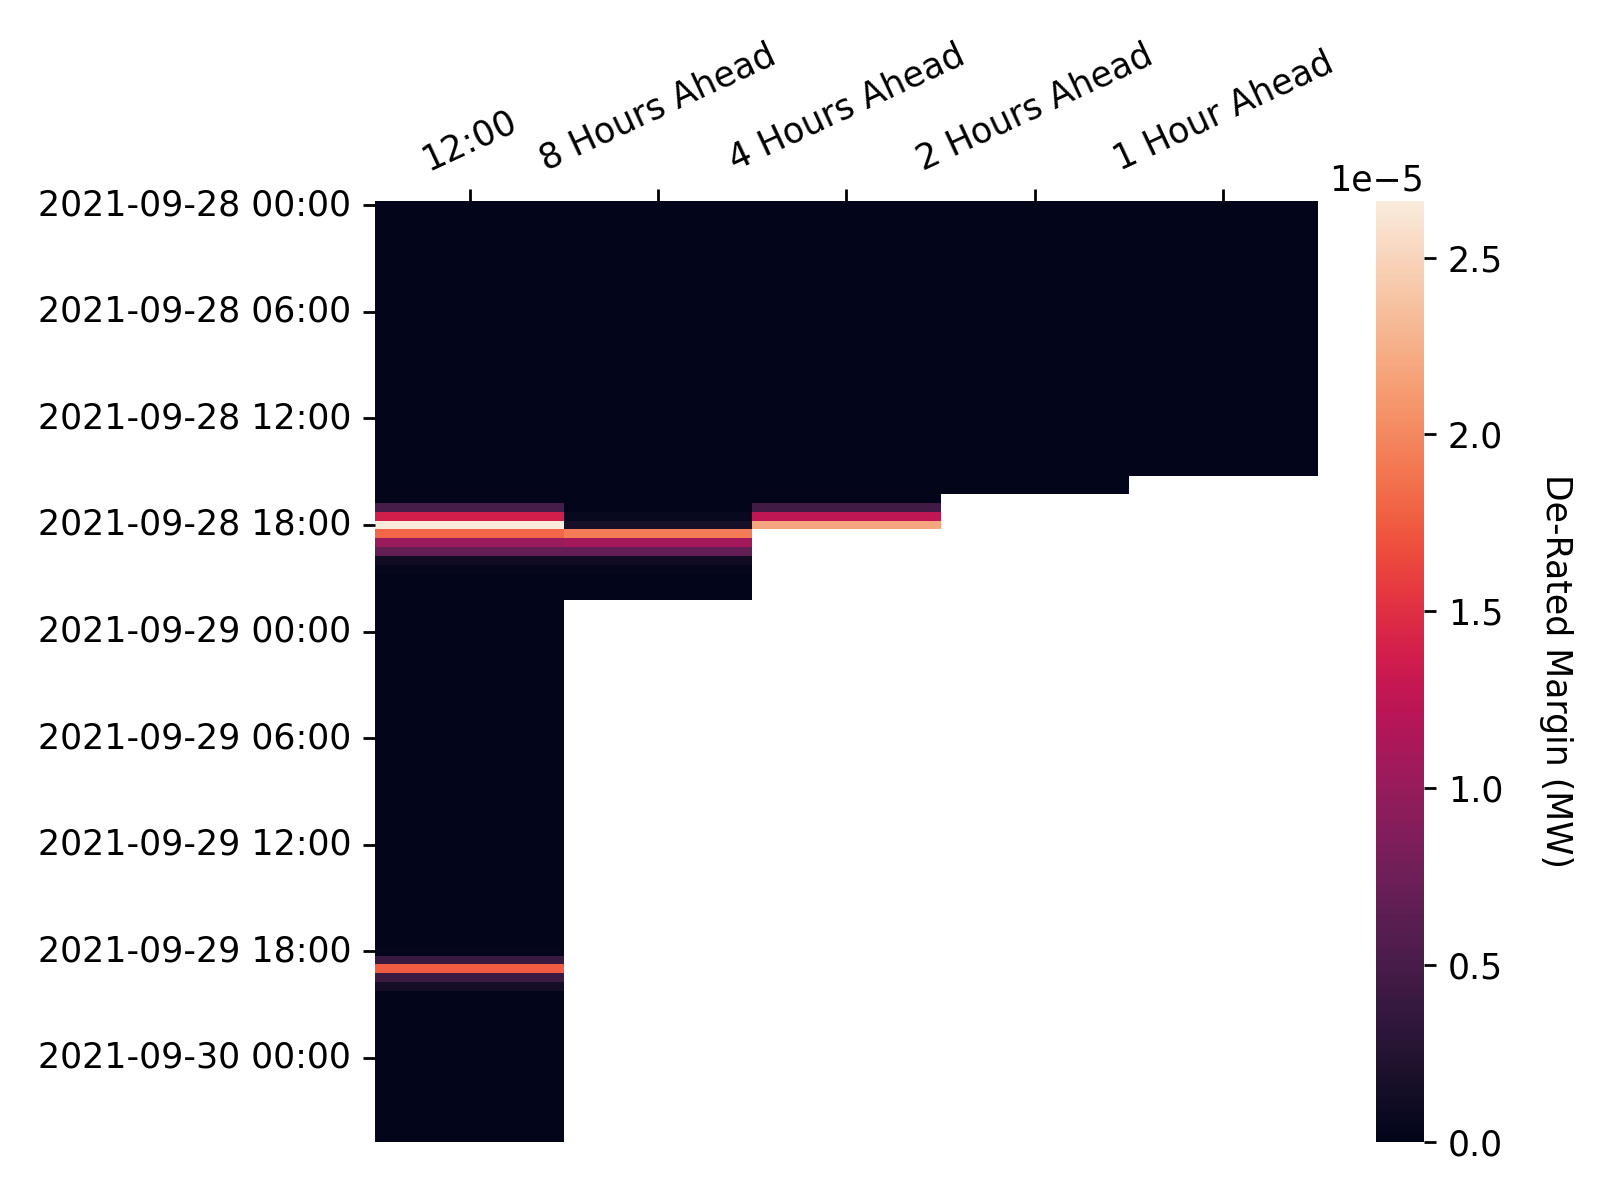 12:00
8 Hours Ahead
4 Hours Ahead
2 Hours Ahead
1 Hour Ahead
2021-09-28 00:00
2021-09-28 06:00
2021-09-28 12:00
2021-09-28 18:00
2021-09-29 00:00
2021-09-29 06:00
2021-09-29 12:00
2021-09-29 18:00
2021-09-30 00:00
1e−5
2.5
2.0
1.5
1.0
0.5
0.0
De-Rated Margin (MW)